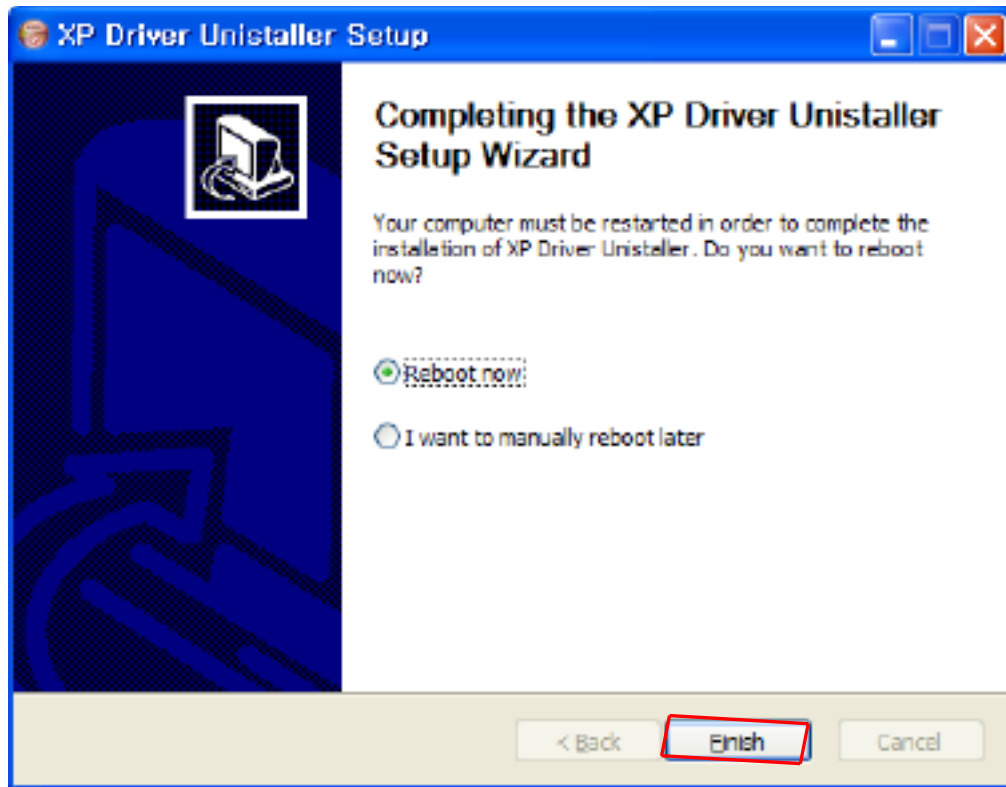 XP Driver Unistaller Setup
Completing the XP Driver Unistaller
Setup Wizard
Your computer must be restarted in order to complete the
installation of XP Driver Unistaller. Do you want to reboot
now?
Reboot now
I want to manually reboot later
< Back Finish Cancel